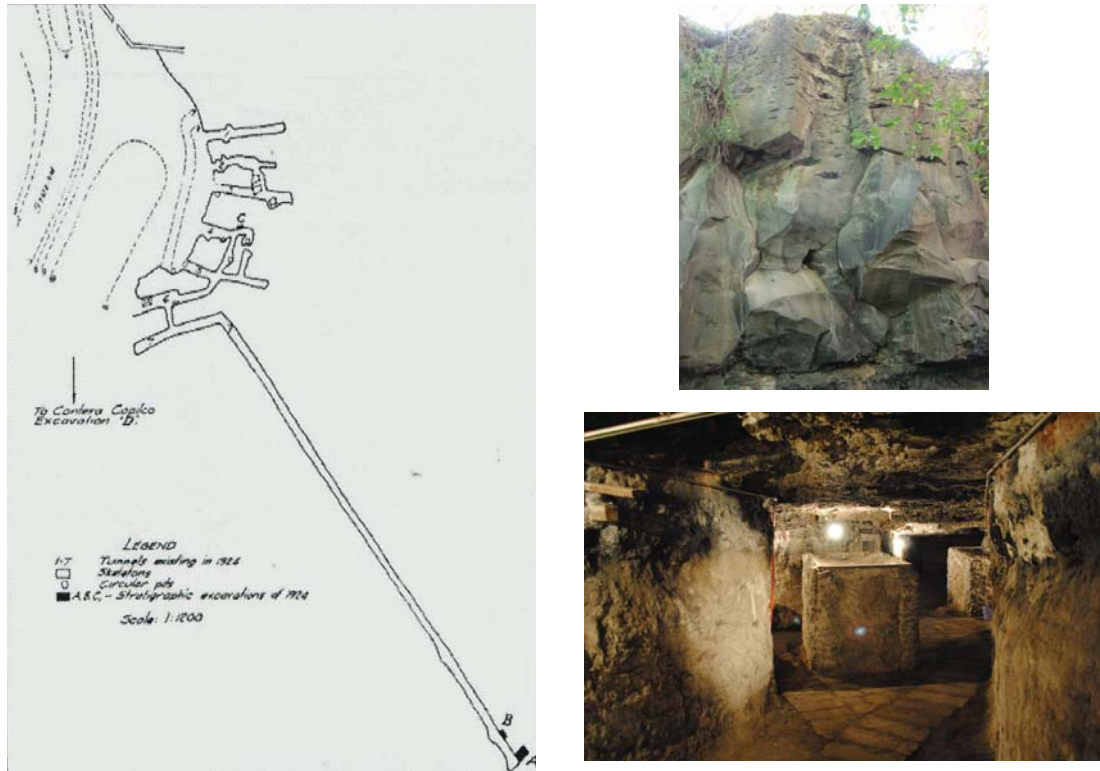 C
To Cantera Copilco
Excavation "D".
LEGEND
1-7 Tunnels existing in 1924
Skeletons
Circular pits
A.B.C,- Stratigraphic excavations of 1924
Scale: 1:1200
B
A